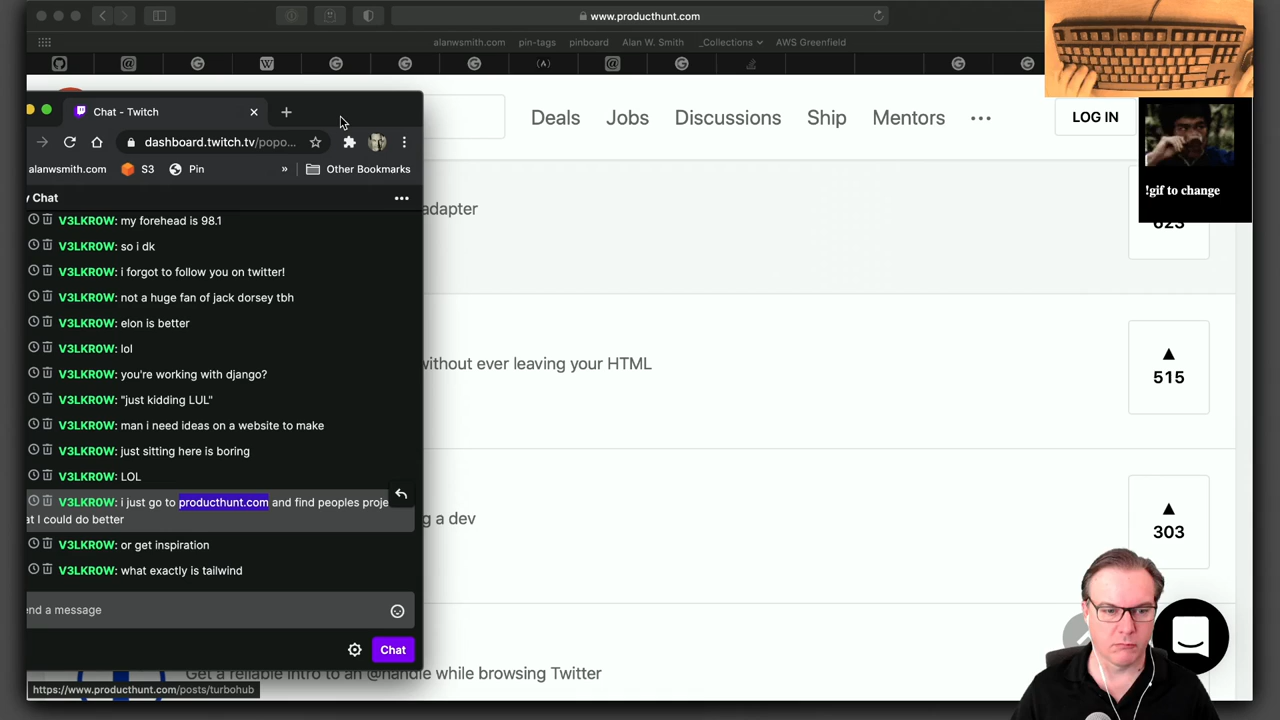 www.producthunt.com
alanwsmith.com pin-tags pinboard Alan W. Smith _Collections AWS Greenfield
Chat - Twitch
dashboard.twitch.tv/popo...
alanwsmith.com S3 Pin » Other Bookmarks
y Chat
V3LKR0W: my forehead is 98.1
V3LKR0W: so i dk
V3LKR0W: i forgot to follow you on twitter!
V3LKR0W: not a huge fan of jack dorsey tbh
V3LKR0W: elon is better
V3LKR0W: lol
V3LKR0W: you're working with django?
V3LKR0W: "just kidding LUL"
V3LKR0W: man i need ideas on a website to make
V3LKR0W: just sitting here is boring
V3LKR0W: LOL
V3LKR0W: i just go to producthunt.com and find peoples proje
at I could do better
V3LKR0W: or get inspiration
V3LKR0W: what exactly is tailwind
end a message
Chat
Deals Jobs Discussions Ship Mentors ••• LOG IN
!gif to change
adapter
623
without ever leaving your HTML
515
g a dev
303
Get a reliable intro to an @handle while browsing Twitter
https://www.producthunt.com/posts/turbohub